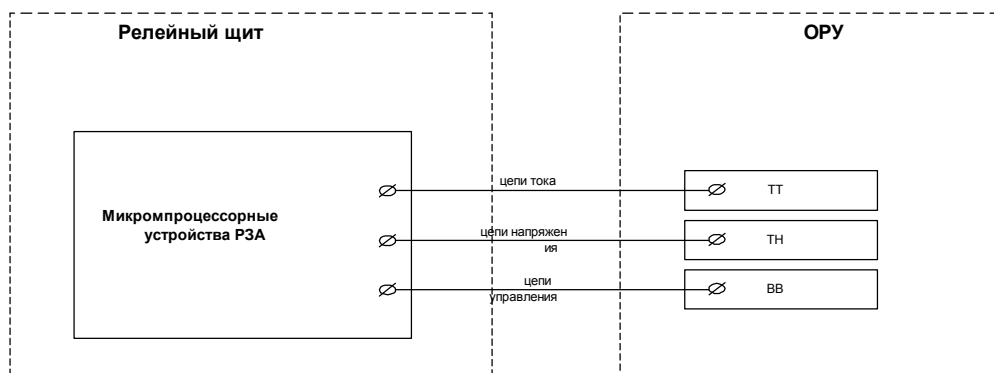 Релейный щит
ОРУ
Микромпроцессорные
устройства РЗА
цепи тока
ТТ
цепи напряжен
ия
ТН
цепи
управления
ВВ